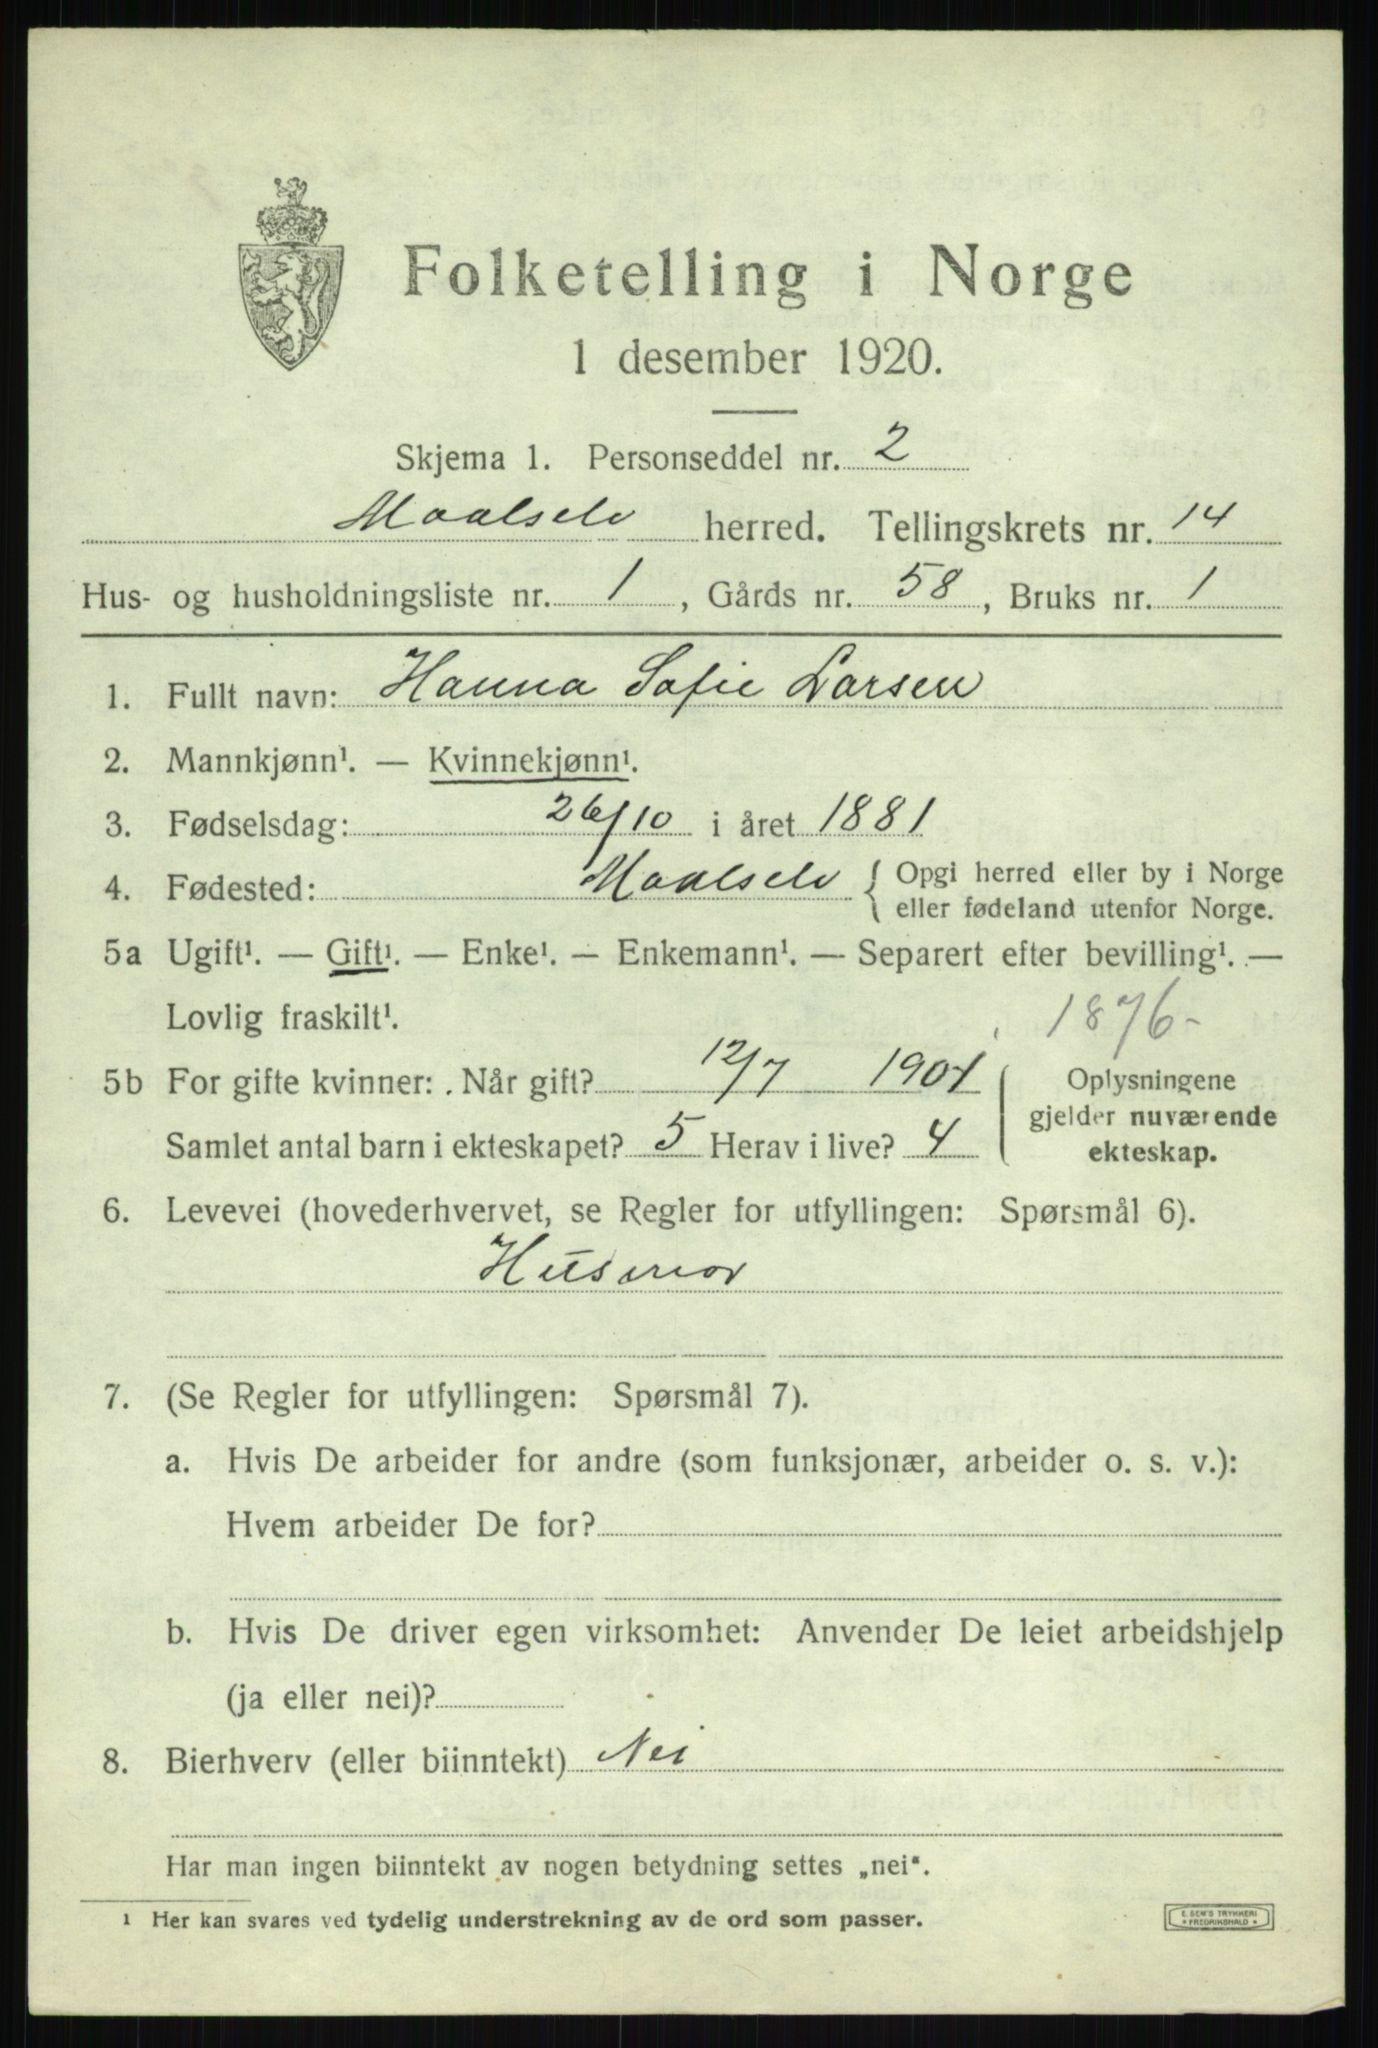 Folketelling i Norge
1 desember 1920.
Skjema 1. Personseddel nr. 2
Maalselv herred. Tellingskrets nr. 14
Hus- og husholdningsliste nr. 1, Gårds nr. 58, Bruks nr. 1
1. Fullt navn: Hanna Sofie Larsen
2. Mannkjønn¹. — Kvinnekjønn¹.
3. Fødselsdag: 26/10 i året 1881
4. Fødested: Maalselv { Opgi herred eller by i Norge
eller fødeland utenfor Norge.
5a Ugift¹. — Gift¹. — Enke¹. — Enkemann¹. — Separert efter bevilling¹. —
Lovlig fraskilt¹.
1876-
5b For gifte kvinner: . Når gift? 12/7 1901
Samlet antal barn i ekteskapet? 5 Herav i live? 4
Oplysningene
gjelder nuværende
ekteskap.
6. Levevei (hovederhvervet, se Regler for utfyllingen: Spørsmål 6).
Husmor
7. (Se Regler for utfyllingen: Spørsmål 7).
a. Hvis De arbeider for andre (som funksjonær, arbeider o. s. v.):
Hvem arbeider De for?
b. Hvis De driver egen virksomhet: Anvender De leiet arbeidshjelp
(ja eller nei)?
8. Bierhverv (eller biinntekt) Nei
Har man ingen biinntekt av nogen betydning settes „nei“.
¹ Her kan svares ved tydelig understrekning av de ord som passer.
E. SEM'S TRYKKERI
* FREDRIKSHALD *